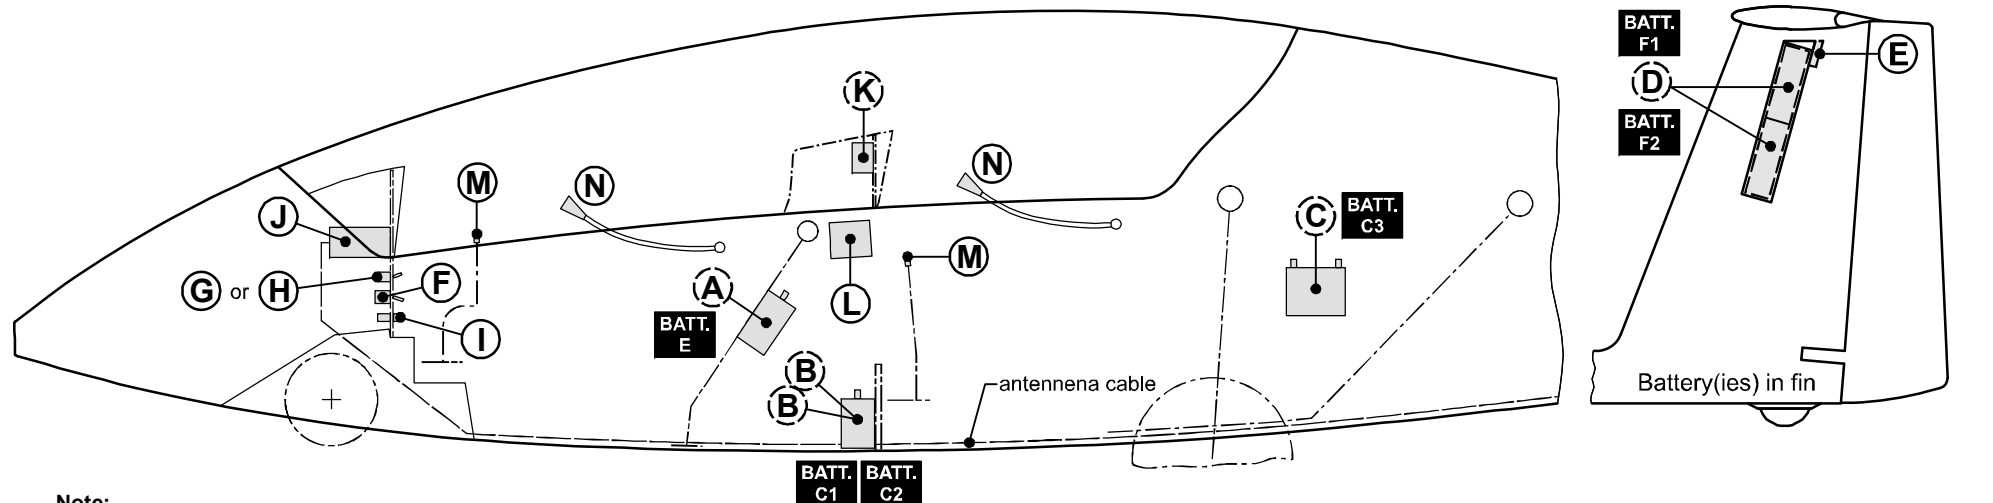 BATT.
F1
E
D
BATT.
F2
K
M
N
N
J
C
BATT.
C3
G or H
F
A
L
M
BATT.
E
I
B
B
antennena cable
Battery(ies) in fin
BATT.
C1
BATT.
C2
Note: